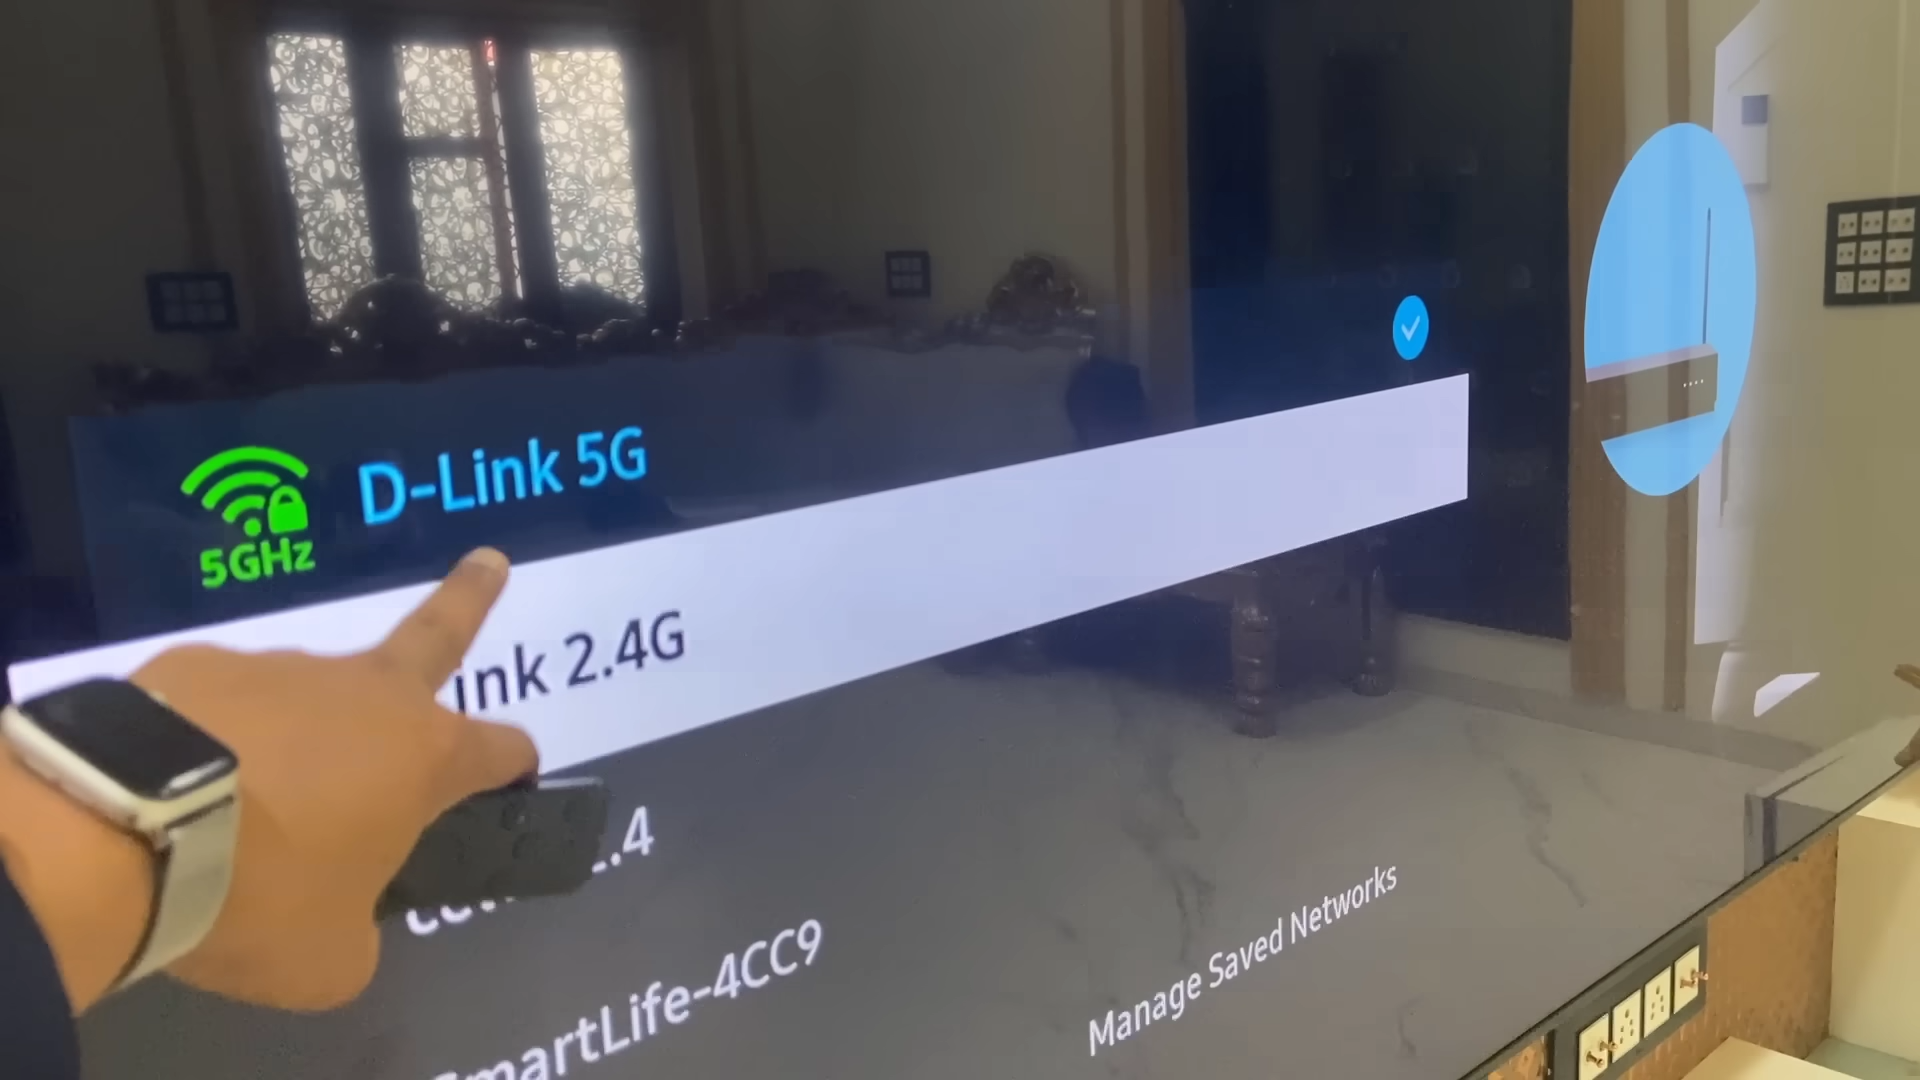 D-Link 5G
5GHz
ink 2.4G
.4
SmartLife-4CC9
Manage Saved Networks